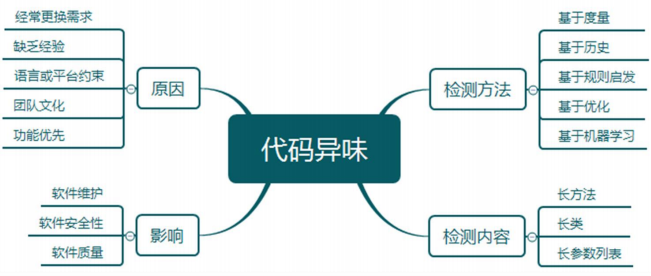 代码异味
原因
经常更换需求
缺乏经验
语言或平台约束
团队文化
功能优先
影响
软件维护
软件安全性
软件质量
检测方法
基于度量
基于历史
基于规则启发
基于优化
基于机器学习
检测内容
长方法
长类
长参数列表